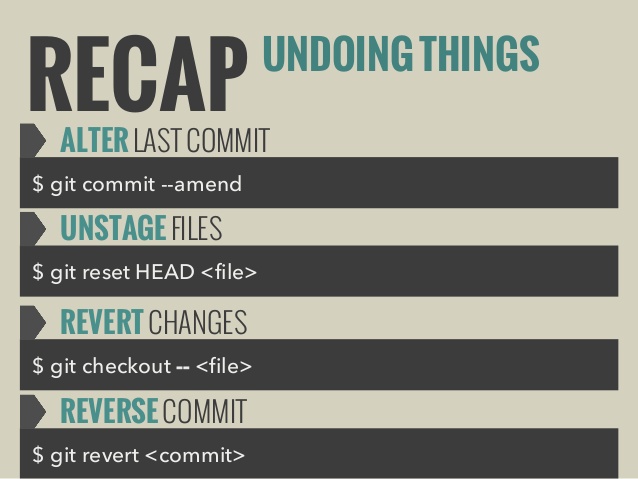 RECAP UNDOING THINGS
ALTER LAST COMMIT
$ git commit --amend
UNSTAGE FILES
$ git reset HEAD <file>
REVERT CHANGES
$ git checkout -- <file>
REVERSE COMMIT
$ git revert <commit>